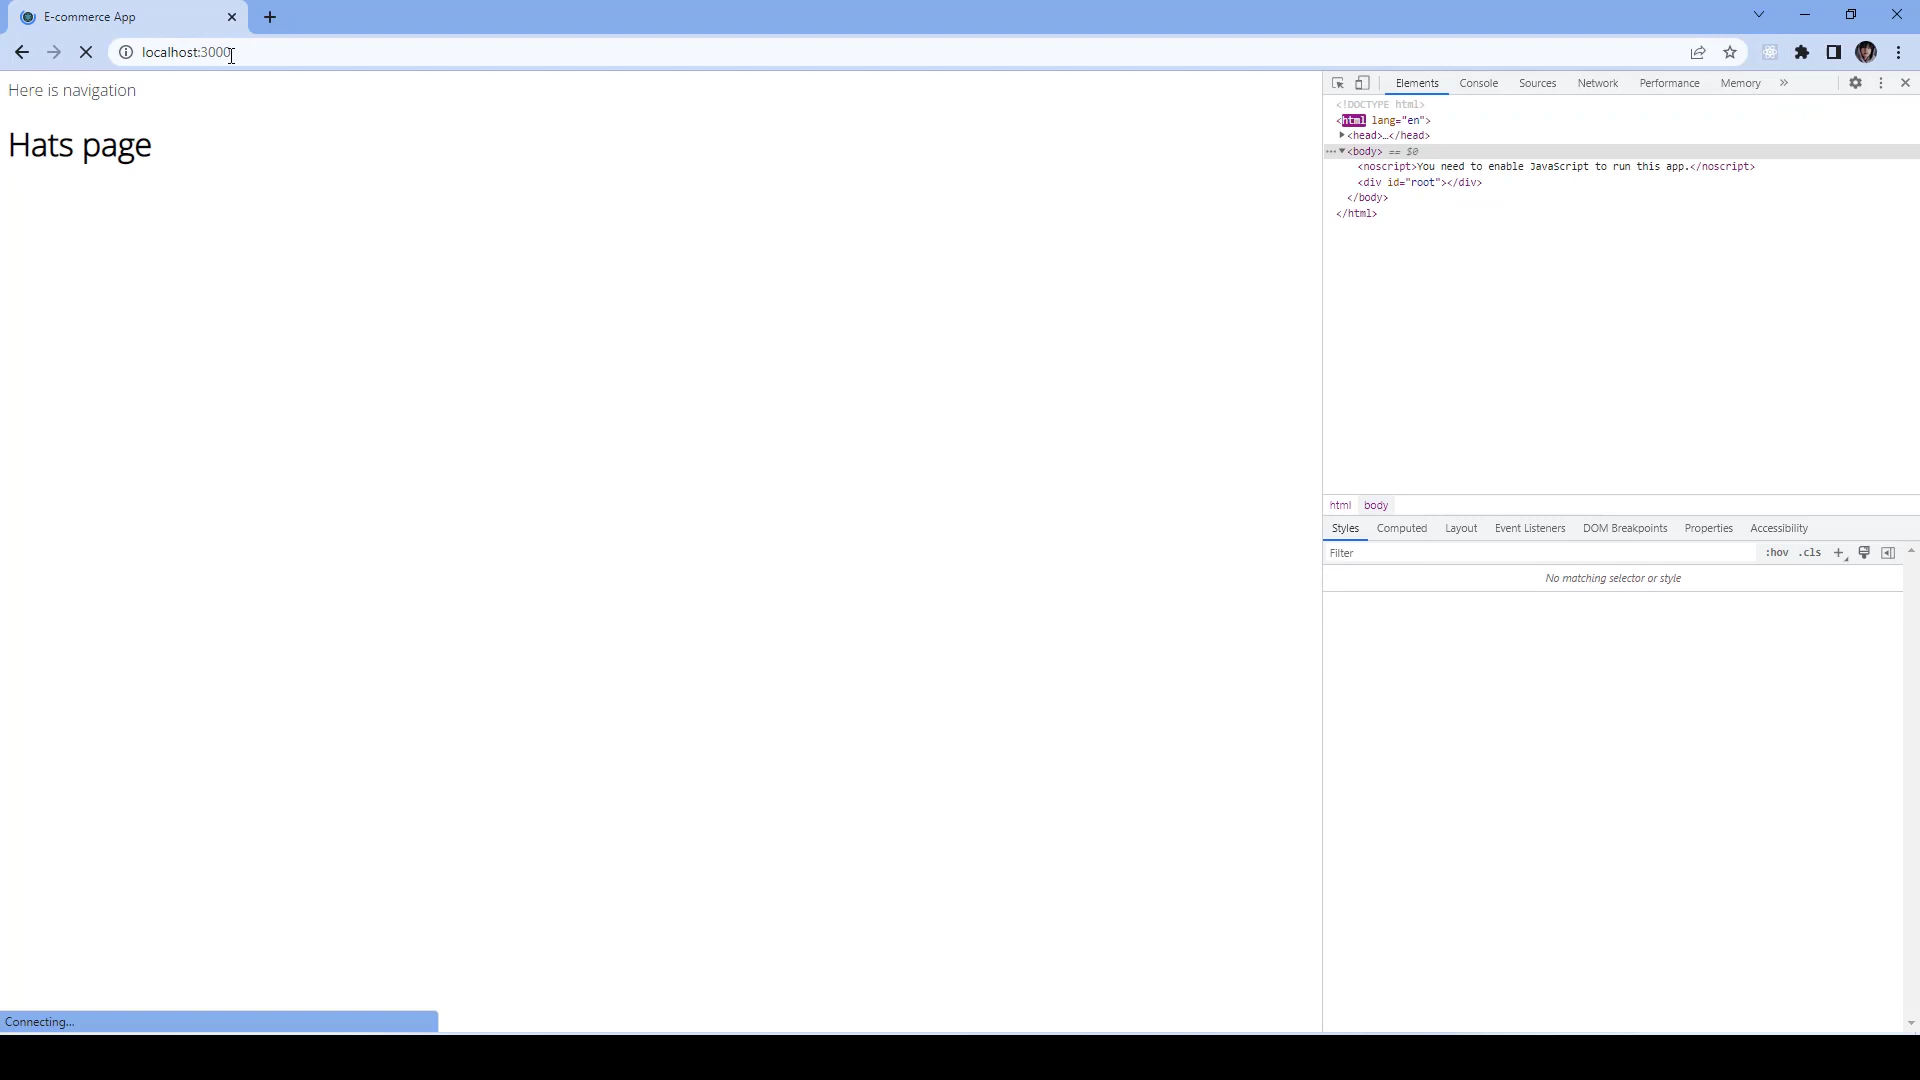 E-commerce App
localhost:3000
Here is navigation
Hats page
Elements Console Sources Network Performance Memory »
<!DOCTYPE html>
<html lang="en">
<head>…</head>
<body> == $0
<noscript>You need to enable JavaScript to run this app.</noscript>
<div id="root"></div>
</body>
</html>
html body
Styles Computed Layout Event Listeners DOM Breakpoints Properties Accessibility
Filter :hov .cls
No matching selector or style
Connecting...